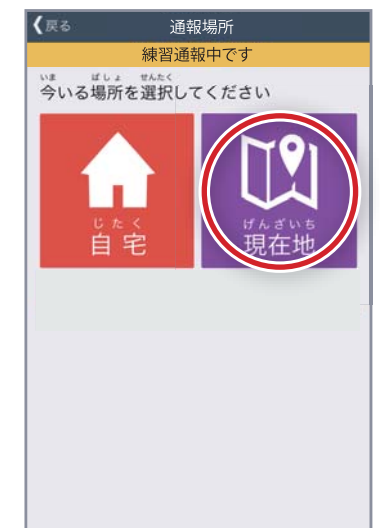 戻る 通報場所
練習通報中です
いま ばしょ せんたく
今いる場所を選択してください
じたく
自宅
げんざいち
現在地